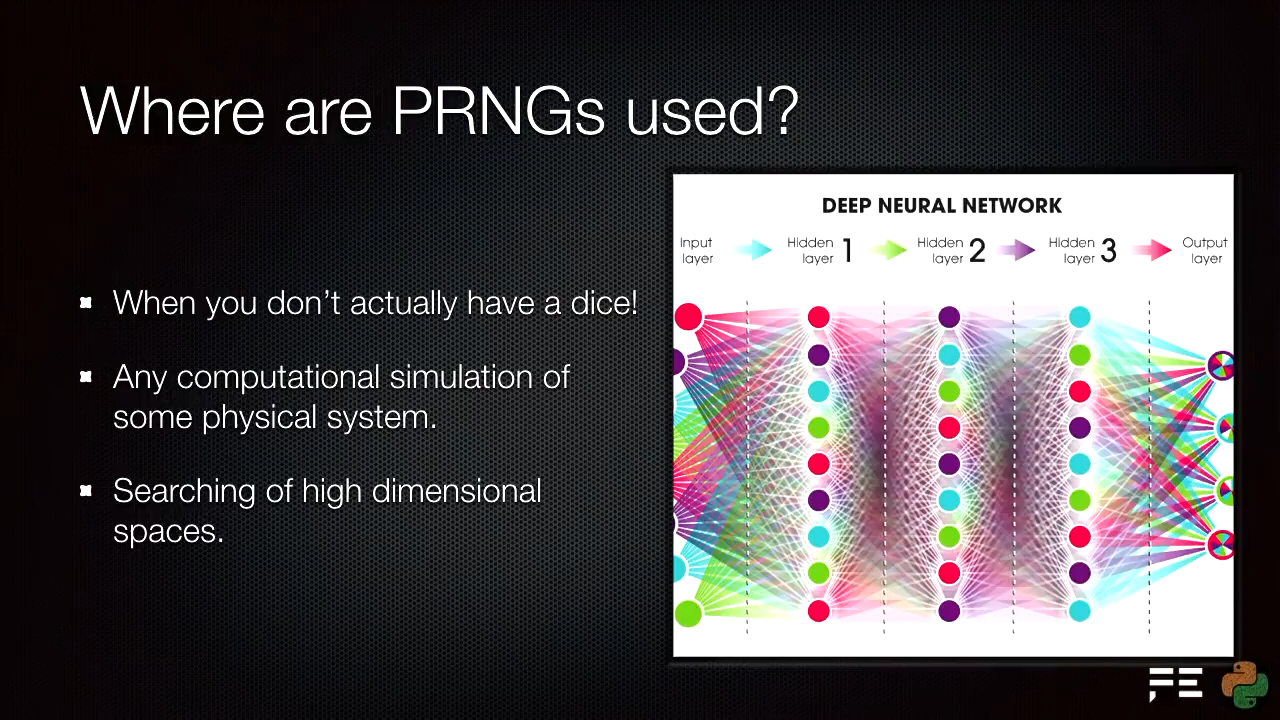 Where are PRNGs used?
When you don't actually have a dice!
Any computational simulation of
some physical system.
Searching of high dimensional
spaces.
DEEP NEURAL NETWORK
Input
layer
Hidden
layer 1
Hidden
layer 2
Hidden
layer 3
Output
layer
FE